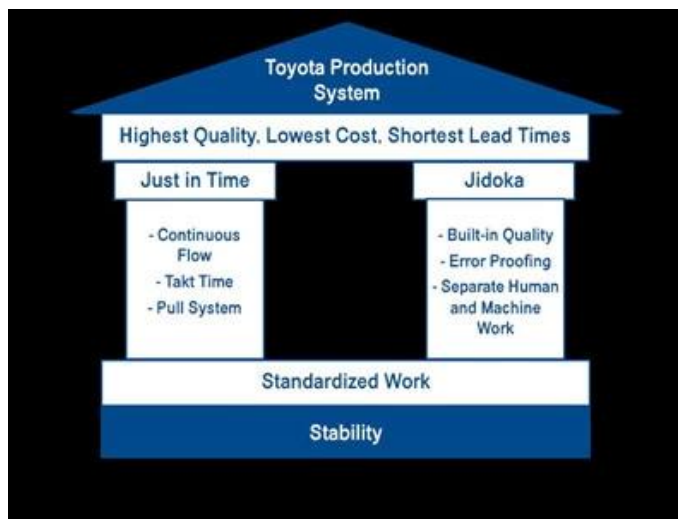 Toyota Production
System
Highest Quality, Lowest Cost, Shortest Lead Times
Just in Time
- Continuous
Flow
- Takt Time
- Pull System
Jidoka
- Built-in Quality
- Error Proofing
- Separate Human
and Machine
Work
Standardized Work
Stability